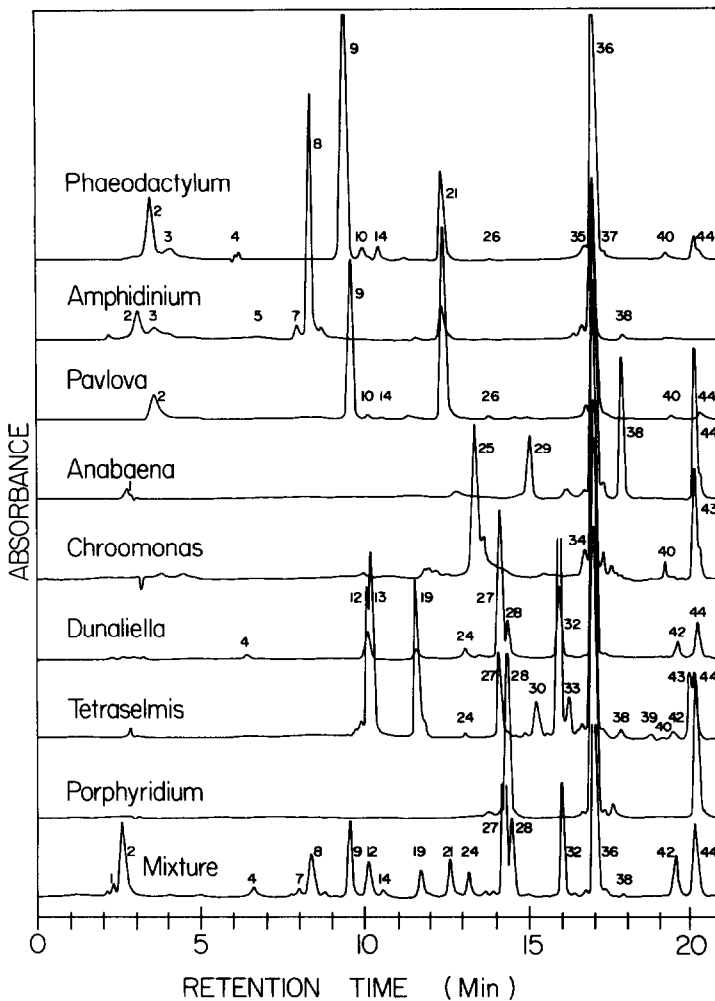 9 36
8
Phaeodactylum
2 3 4 10 14 21 26 35 37 40 44
Amphidinium
2 3 5 7 9 38
Pavlova
2 10 14 26 40 44
Anabaena
25 29 38 44
43
Chroomonas
34 40
12 13 19 27
Dunaliella
4 24 28 32 42 44
Tetraselmis
24 27 28 30 33 38 39 40 42 43 44
Porphyridium
Mixture
1 2 4 7 8 9 12 14 19 21 24 27 28 32 36 38 42 44
ABSORBANCE
0 5 10 15 20
RETENTION TIME (Min)